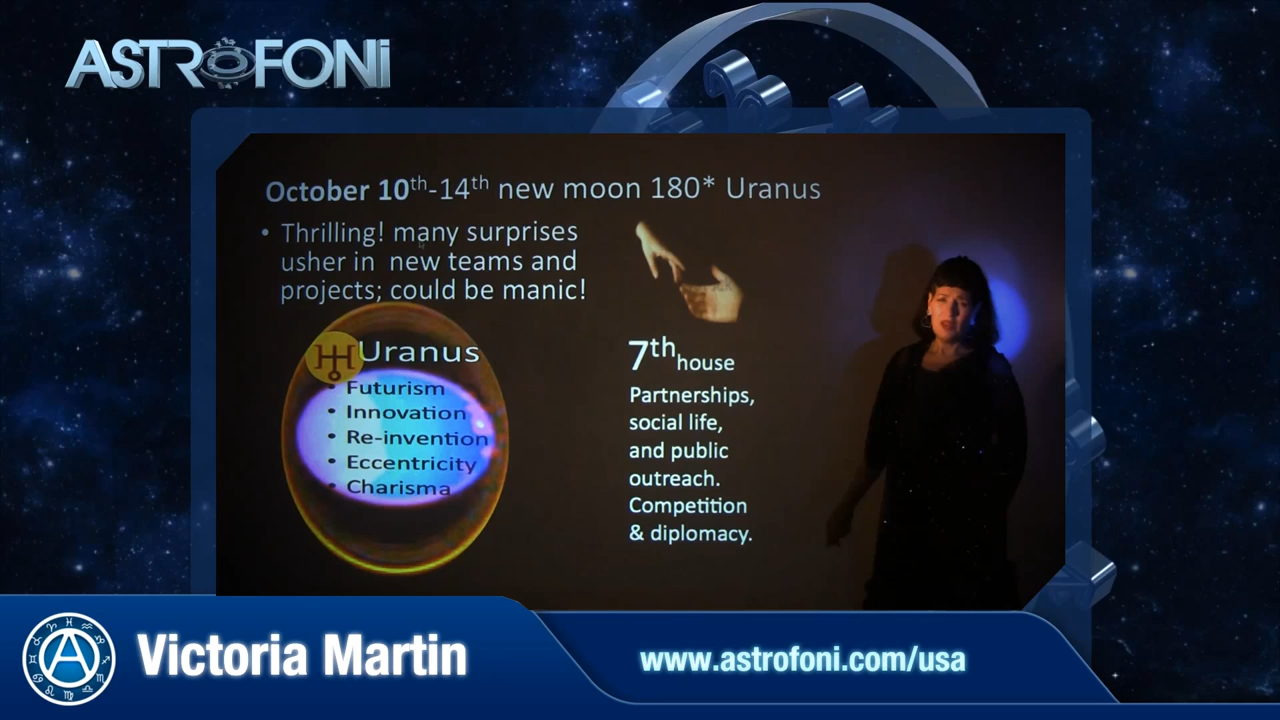 ASTROFONi
October 10th-14th new moon 180* Uranus
• Thrilling! many surprises
usher in new teams and
projects; could be manic!
Uranus
• Futurism
• Innovation
• Re-invention
• Eccentricity
• Charisma
7th house
Partnerships,
social life,
and public
outreach.
Competition
& diplomacy.
Victoria Martin
www.astrofoni.com/usa